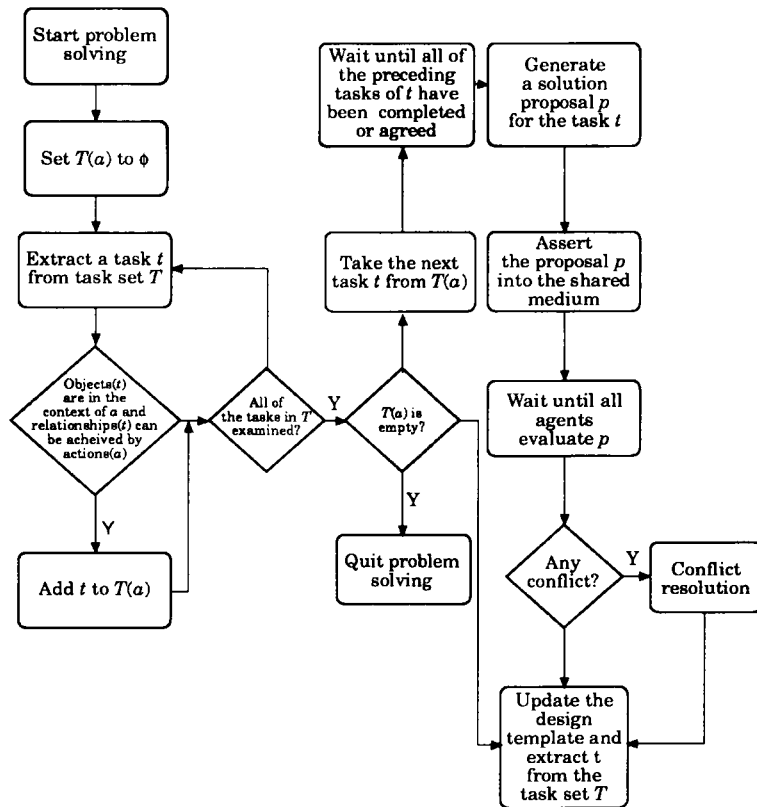 Start problem
solving
Set T(a) to ϕ
Extract a task t
from task set T
Objects(t)
are in the
context of a and
relationships(t) can
be acheived by
actions(a)
Y
Add t to T(a)
All of
the tasks in T
examined?
Y
T(a) is
empty?
Y
Quit problem
solving
Take the next
task t from T(a)
Wait until all of
the preceding
tasks of t have
been completed
or agreed
Generate
a solution
proposal p
for the task t
Assert
the proposal p
into the shared
medium
Wait until all
agents
evaluate p
Any
conflict?
Y
Conflict
resolution
Update the
design
template and
extract t
from the
task set T